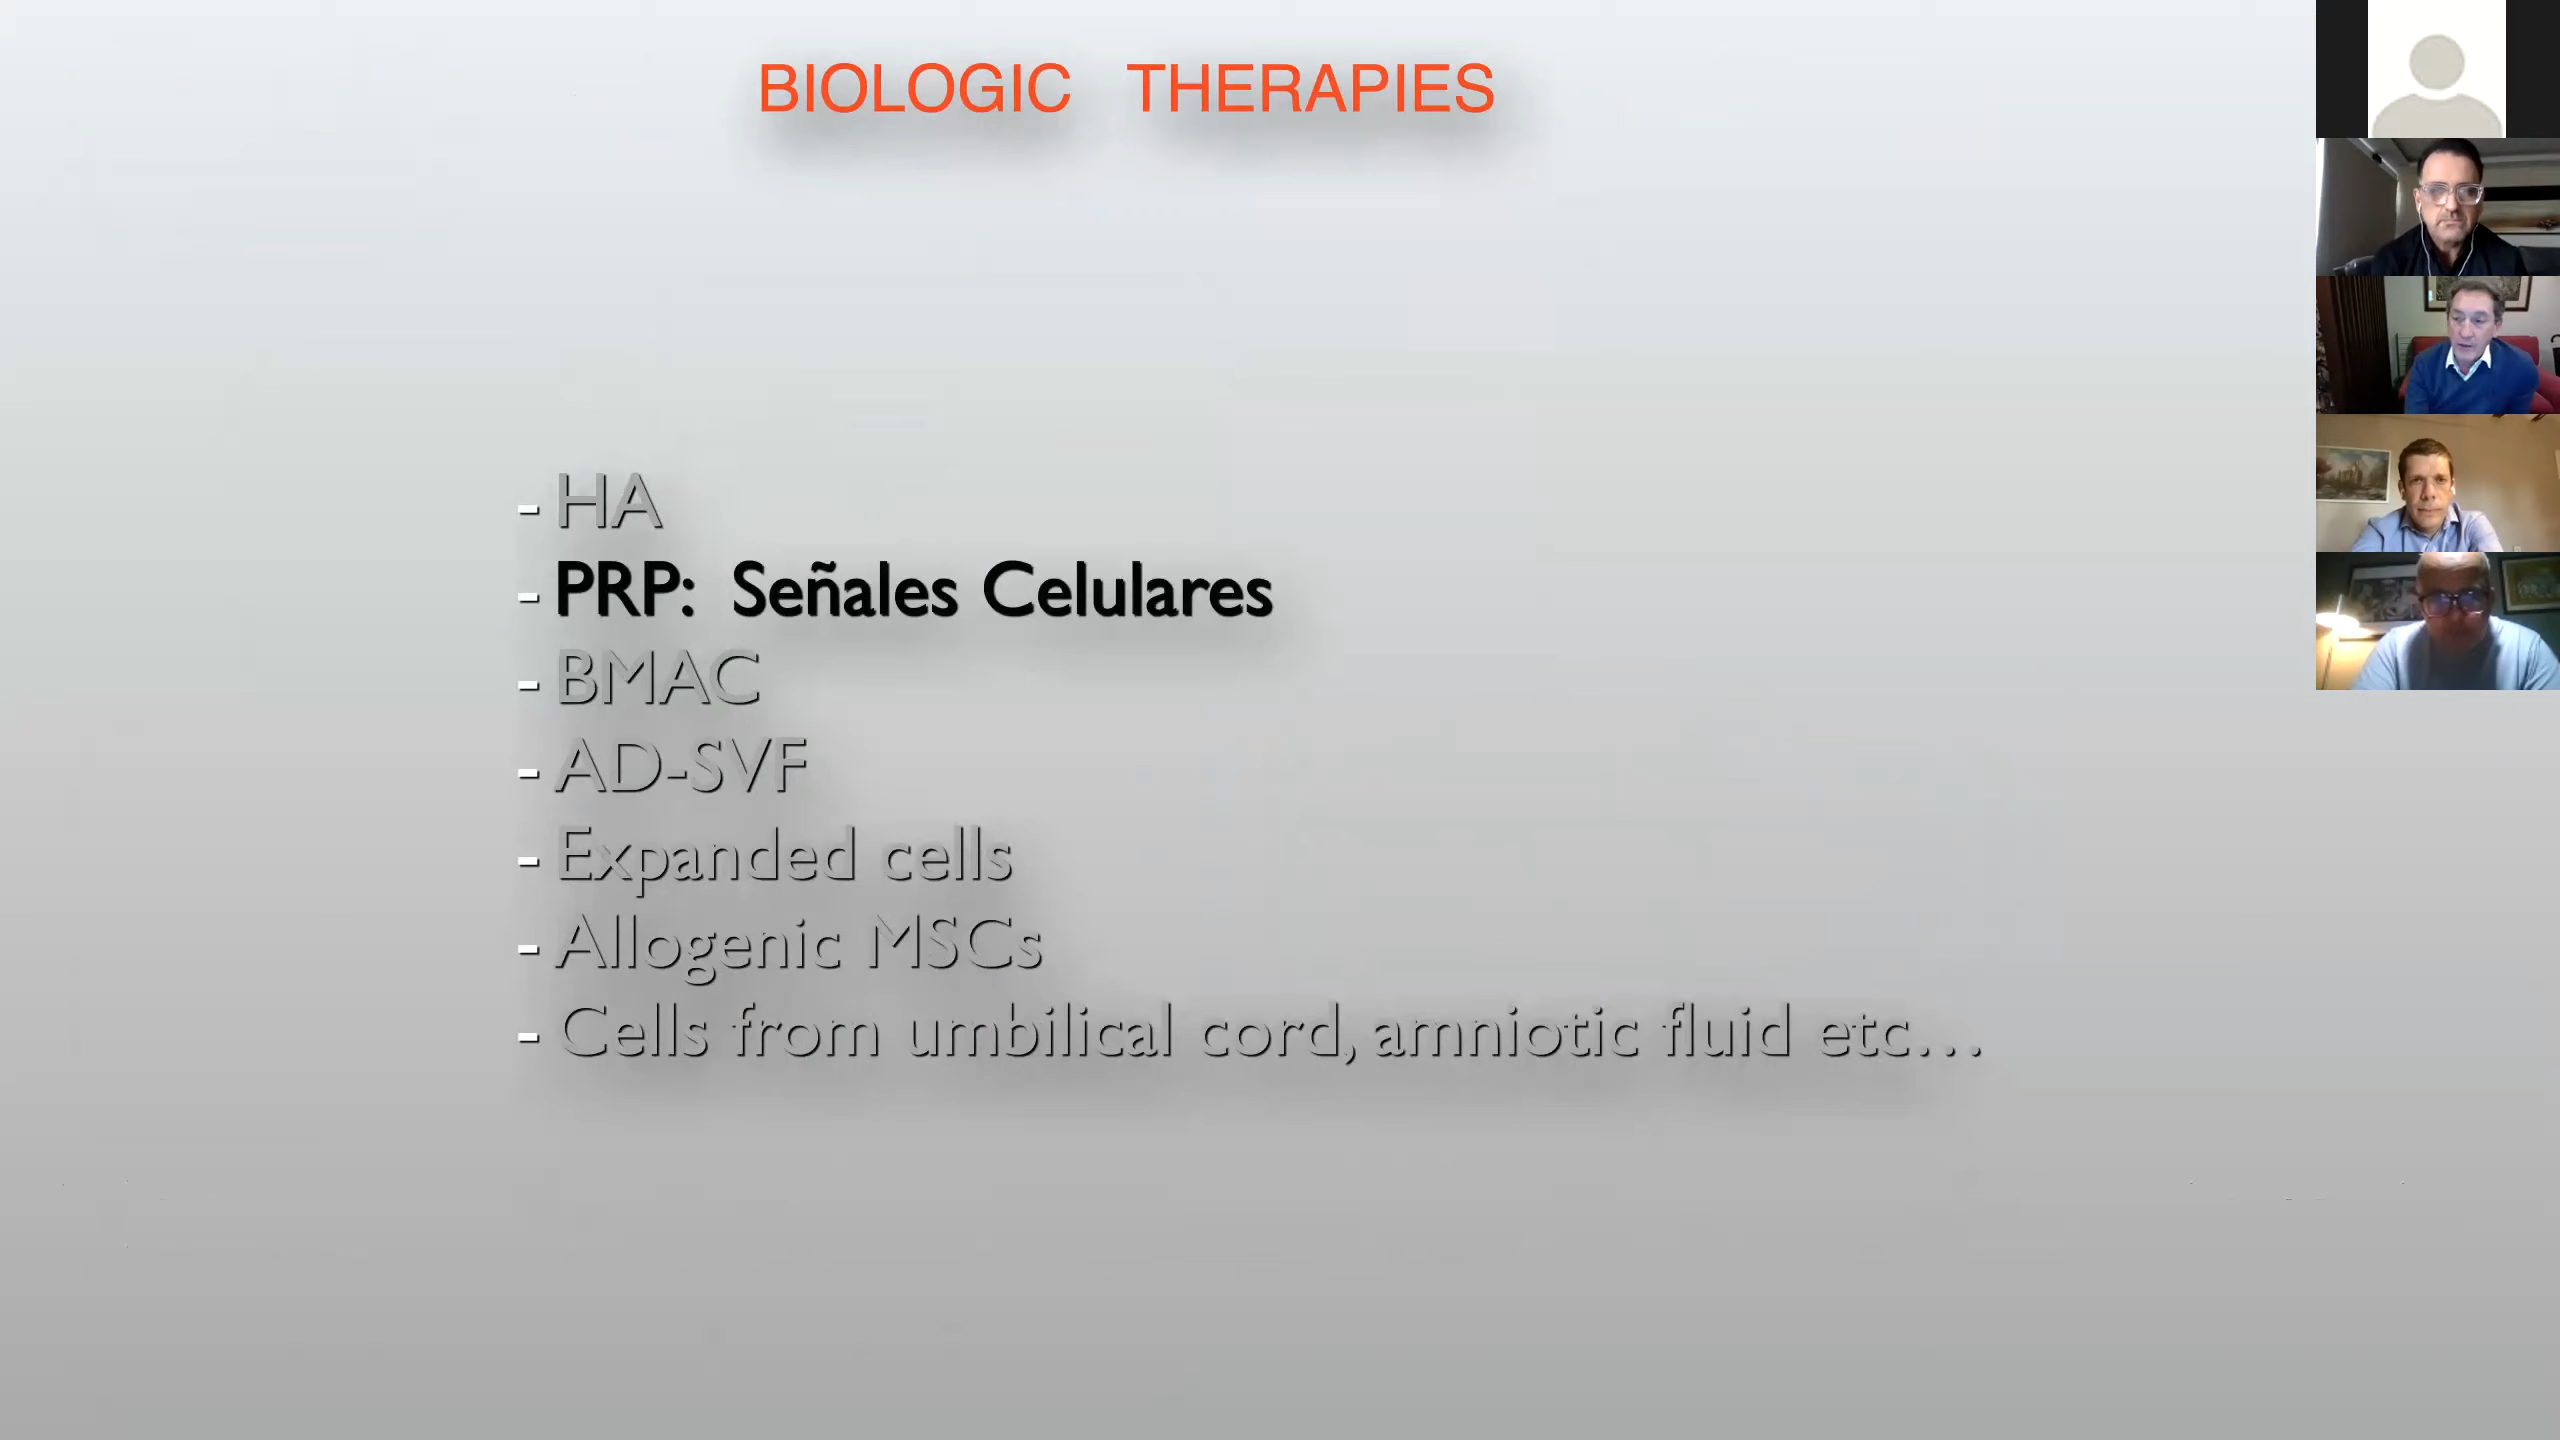 BIOLOGIC THERAPIES
- HA
- PRP: Señales Celulares
- BMAC
- AD-SVF
- Expanded cells
- Allogenic MSCs
- Cells from umbilical cord, amniotic fluid etc...